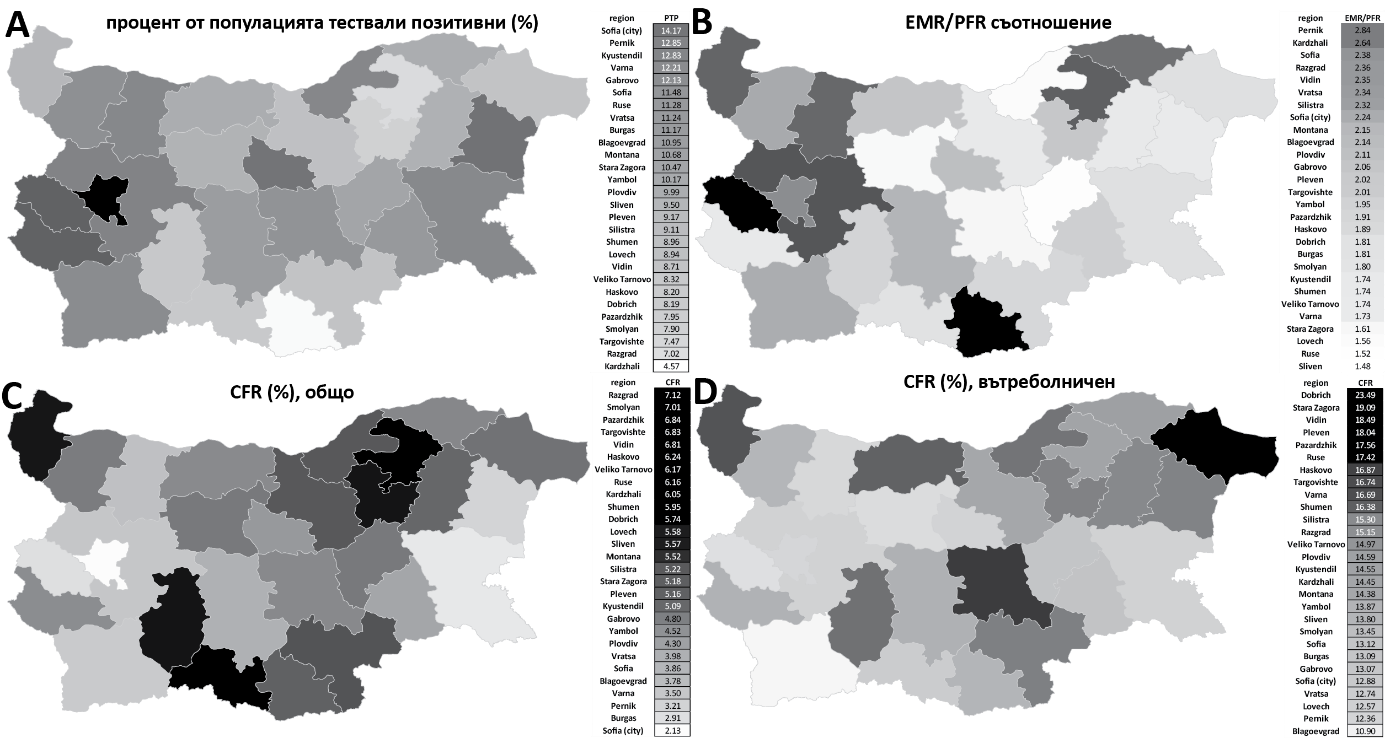 A
процент от популацията тествали позитивни (%)
region PTP
Sofia (city) 14.17
Pernik 12.85
Kyustendil 12.83
Varna 12.21
Gabrovo 12.13
Sofia 11.48
Ruse 11.28
Vratsa 11.24
Burgas 11.17
Blagoevgrad 10.95
Montana 10.68
Stara Zagora 10.47
Yambol 10.17
Plovdiv 9.99
Sliven 9.50
Pleven 9.17
Silistra 9.11
Shumen 8.96
Lovech 8.94
Vidin 8.71
Veliko Tarnovo 8.32
Haskovo 8.20
Dobrich 8.19
Pazardzhik 7.95
Smolyan 7.90
Targovishte 7.47
Razgrad 7.02
Kardzhali 4.57
B
EMR/PFR съотношение
region EMR/PFR
Pernik 2.84
Kardzhali 2.64
Sofia 2.38
Razgrad 2.36
Vidin 2.35
Vratsa 2.34
Silistra 2.32
Sofia (city) 2.24
Montana 2.15
Blagoevgrad 2.14
Plovdiv 2.11
Gabrovo 2.06
Pleven 2.02
Targovishte 2.01
Yambol 1.95
Pazardzhik 1.91
Haskovo 1.89
Dobrich 1.81
Burgas 1.81
Smolyan 1.80
Kyustendil 1.74
Shumen 1.74
Veliko Tarnovo 1.74
Varna 1.73
Stara Zagora 1.61
Lovech 1.56
Ruse 1.52
Sliven 1.48
C
CFR (%), общо
region CFR
Razgrad 7.12
Smolyan 7.01
Pazardzhik 6.84
Targovishte 6.83
Vidin 6.81
Haskovo 6.24
Veliko Tarnovo 6.17
Ruse 6.16
Kardzhali 6.05
Shumen 5.95
Dobrich 5.74
Lovech 5.58
Sliven 5.57
Montana 5.52
Silistra 5.22
Stara Zagora 5.18
Pleven 5.16
Kyustendil 5.09
Gabrovo 4.80
Yambol 4.52
Plovdiv 4.30
Vratsa 3.98
Sofia 3.86
Blagoevgrad 3.78
Varna 3.50
Pernik 3.21
Burgas 2.91
Sofia (city) 2.13
D
CFR (%), вътреболничен
region CFR
Dobrich 23.49
Stara Zagora 19.09
Vidin 18.49
Pleven 18.04
Pazardzhik 17.56
Ruse 17.42
Haskovo 16.87
Targovishte 16.74
Varna 16.69
Shumen 16.38
Silistra 15.30
Razgrad 15.15
Veliko Tarnovo 14.97
Plovdiv 14.59
Kyustendil 14.55
Kardzhali 14.45
Montana 14.38
Yambol 13.87
Sliven 13.80
Smolyan 13.45
Sofia 13.12
Burgas 13.09
Gabrovo 13.07
Sofia (city) 12.88
Vratsa 12.74
Lovech 12.57
Pernik 12.36
Blagoevgrad 10.90